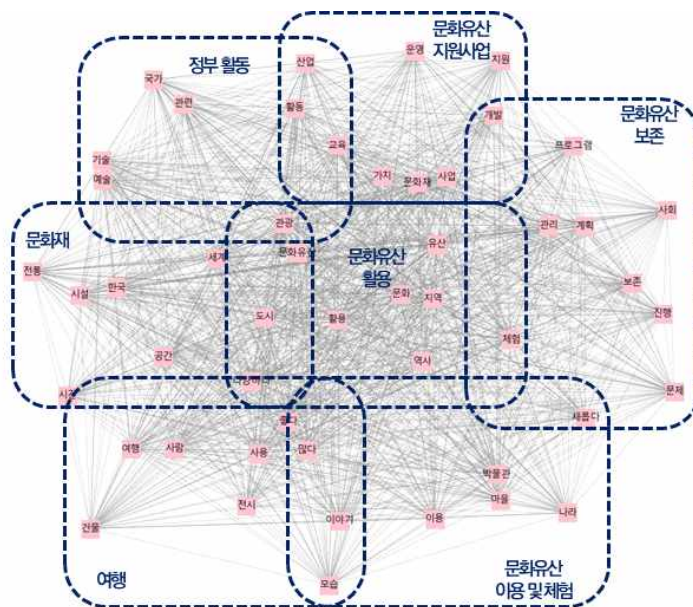 문화유산
지원사업
정부 활동
문화유산
보존
운영
산업
지원
국가
관련
활동
개발
교육
프로그램
기술
예술
가치
문화재
사업
사회
문화재
관광
관리
계획
세계
문화유산
유산
문화유산
활용
전통
시설
한국
보존
문화
지역
진행
도시
활용
체험
공간
역사
문제
새롭다
좋다
여행
사람
사용
많다
박물관
마을
전시
이야기
이용
나라
건물
모습
여행
문화유산
이용 및 체험